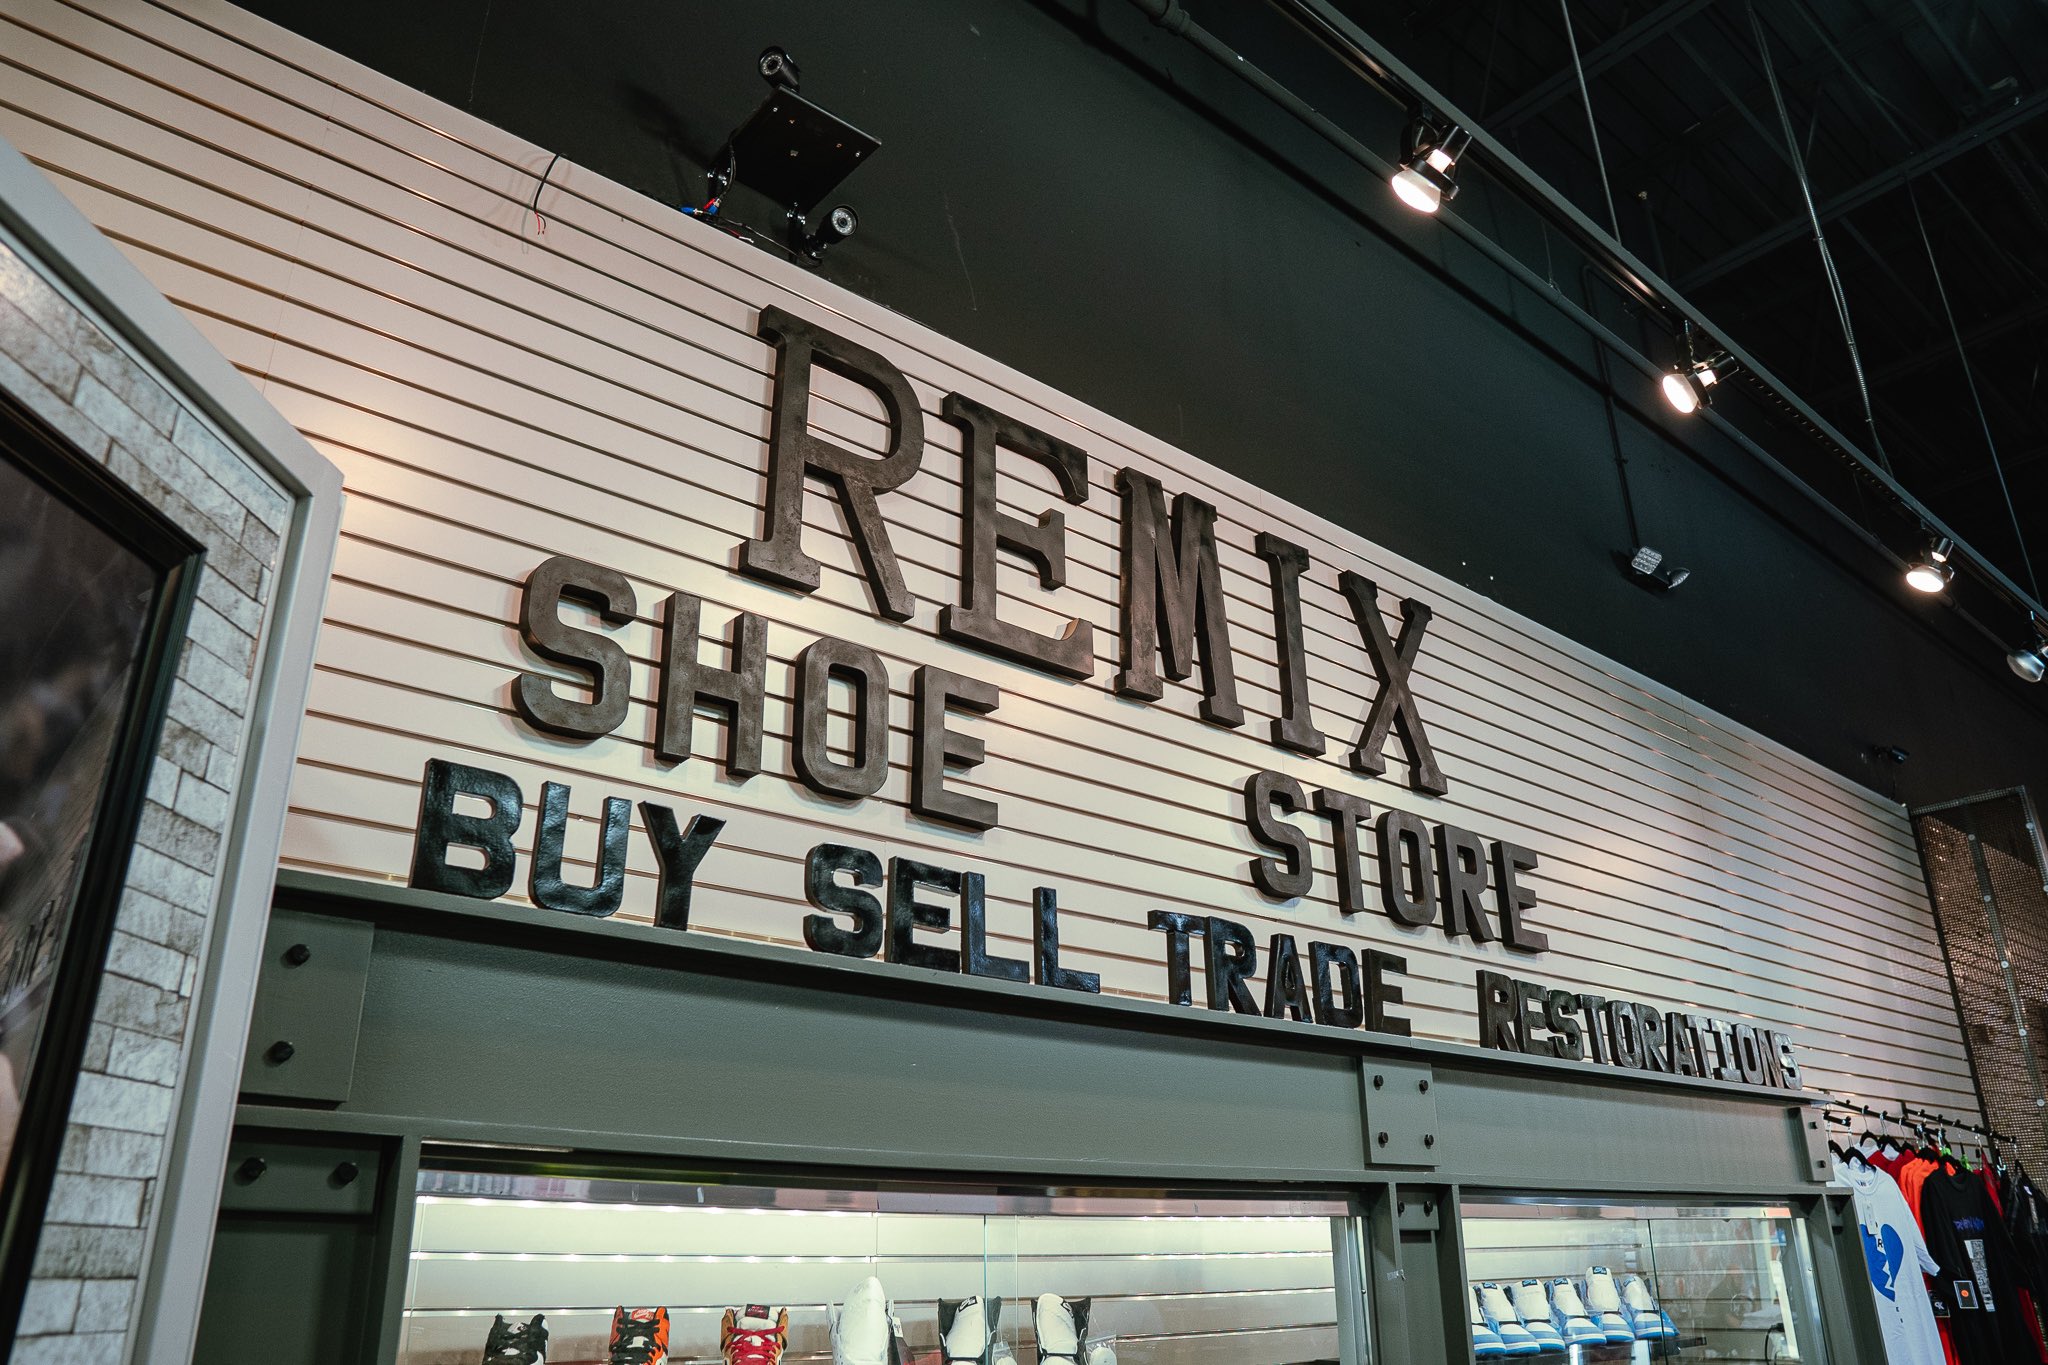 REMIX
SHOE STORE
BUY SELL TRADE RESTORATIONS